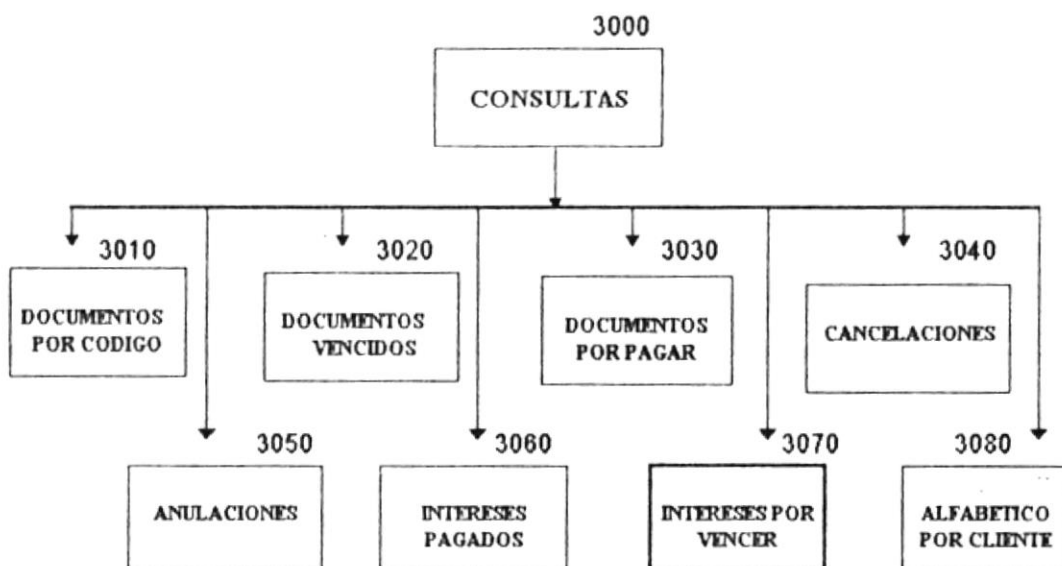 3000
CONSULTAS
3010
DOCUMENTOS
POR CODIGO
3020
DOCUMENTOS
VENCIDOS
3030
DOCUMENTOS
POR PAGAR
3040
CANCELACIONES
3050
ANULACIONES
3060
INTERESES
PAGADOS
3070
INTERESES POR
VENCER
3080
ALFABETICO
POR CLIENTE